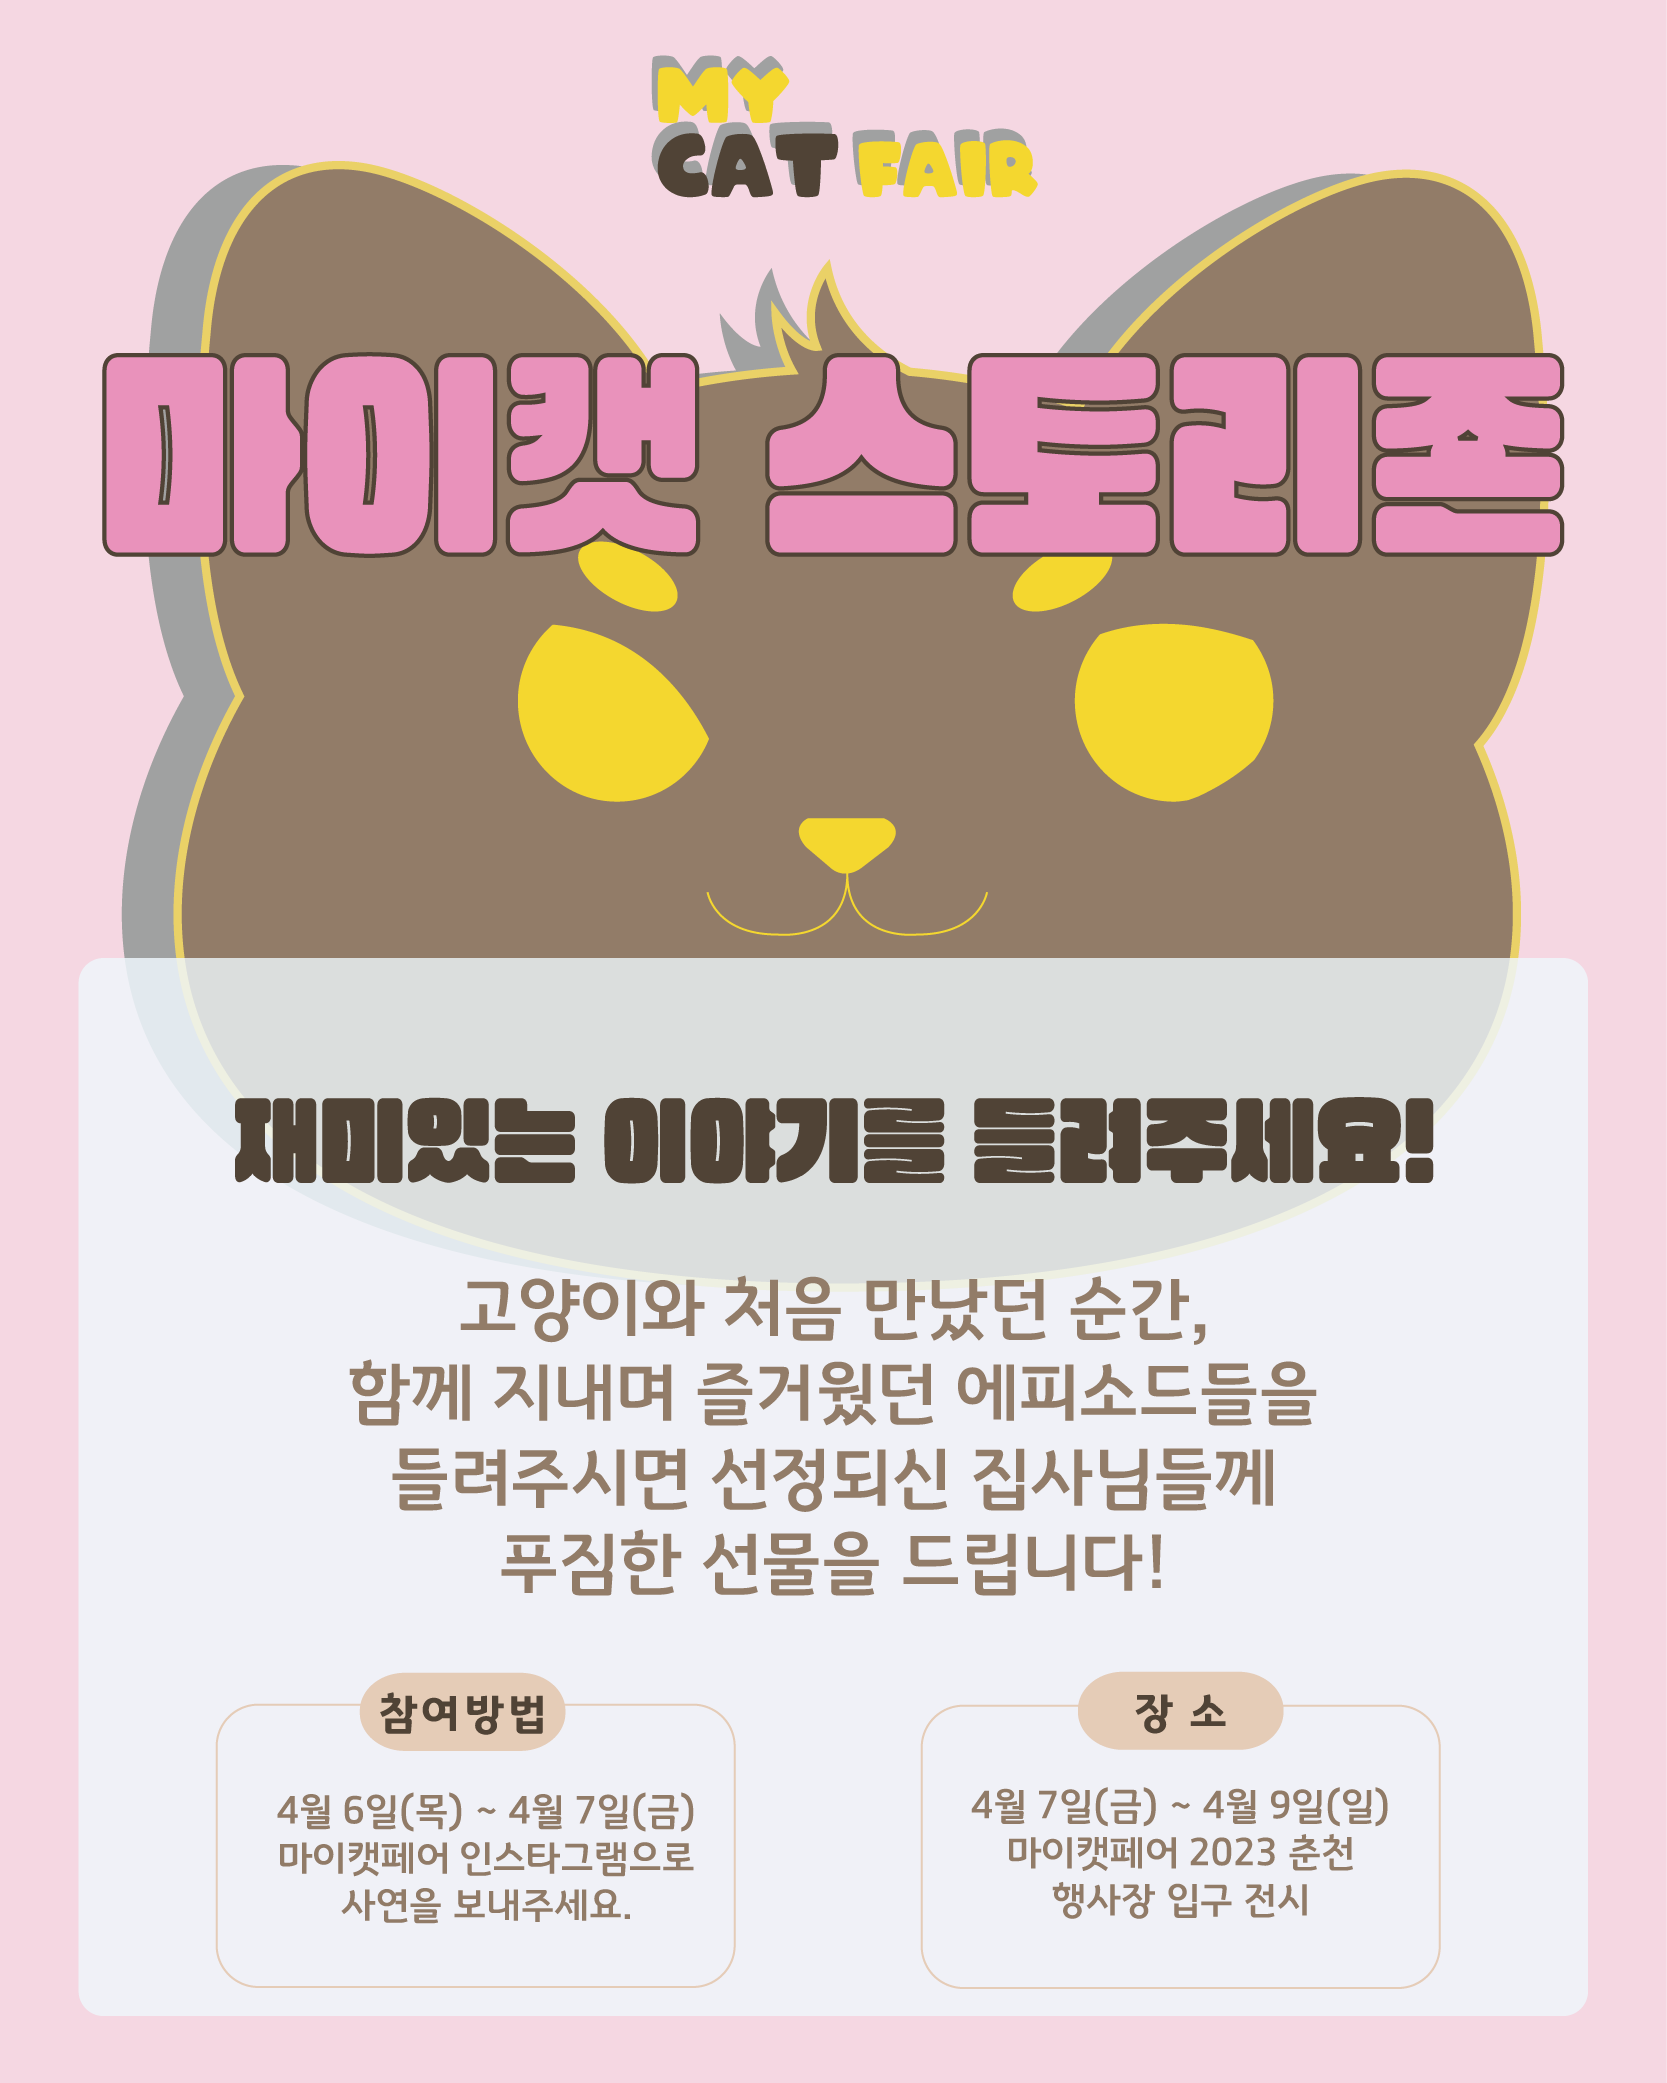 MY
CAT FAIR
마이캣 스토리존
재미있는 이야기를 들려주세요!
고양이와 처음 만났던 순간,
함께 지내며 즐거웠던 에피소드들을
들려주시면 선정되신 집사님들께
푸짐한 선물을 드립니다!
참여방법
4월 6일(목) ~ 4월 7일(금)
마이캣페어 인스타그램으로
사연을 보내주세요.
장 소
4월 7일(금) ~ 4월 9일(일)
마이캣페어 2023 춘천
행사장 입구 전시